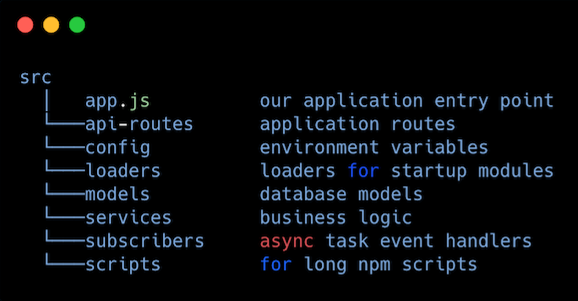 src
│ app.js our application entry point
└───api-routes application routes
└───config environment variables
└───loaders loaders for startup modules
└───models database models
└───services business logic
└───subscribers async task event handlers
└───scripts for long npm scripts